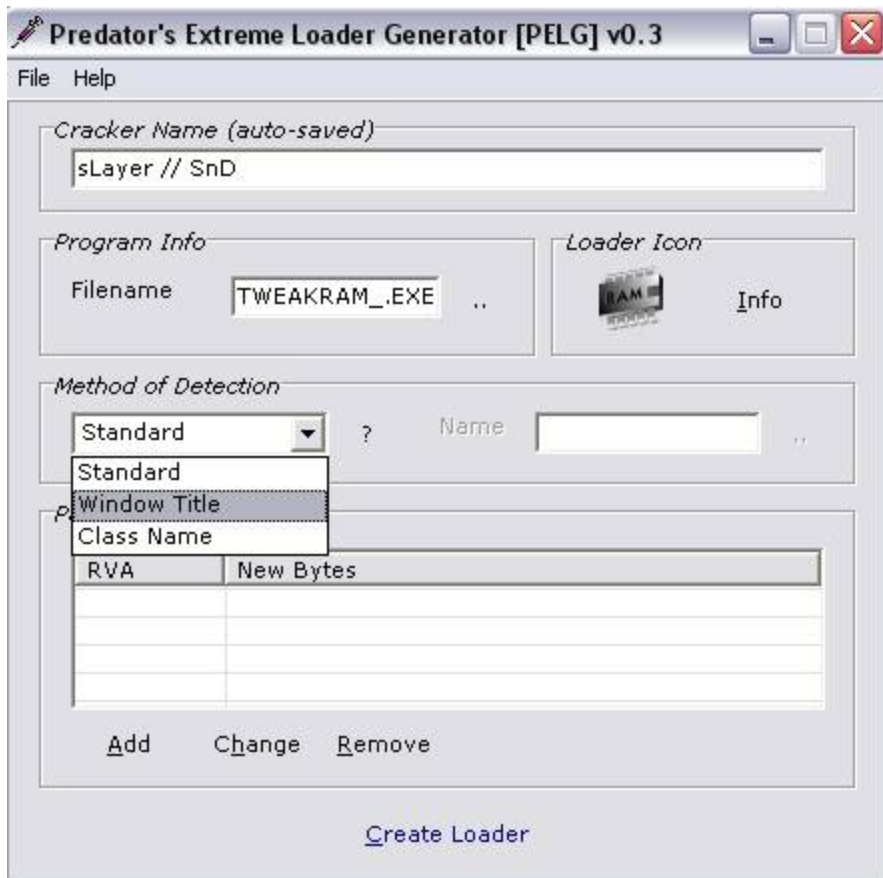 Predator's Extreme Loader Generator [PELG] v0.3
File Help
Cracker Name (auto-saved)
sLayer // SnD
Program Info
Loader Icon
Filename
TWEAKRAM_.EXE
..
RAM
Info
Method of Detection
Standard
?
Name
..
Standard
Window Title
Class Name
RVA
New Bytes
Add
Change
Remove
Create Loader